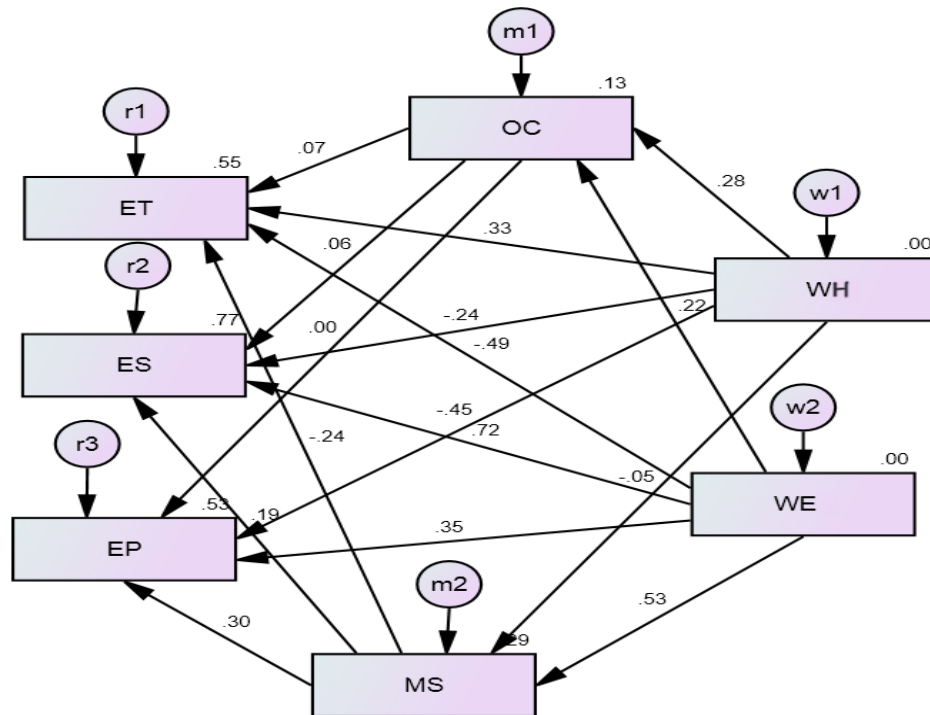 m1
.13
OC
r1
.55
.07
ET
.28
w1
.00
WH
.33
.06
r2
.77
.00
-.24
.22
ES
-.49
w2
-.45
.72
r3
-.24
.00
-.05
WE
.53
.19
EP
.35
m2
.53
.30
.29
MS